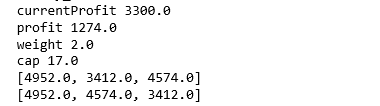 currentProfit 3300.0
profit 1274.0
weight 2.0
cap 17.0
[4952.0, 3412.0, 4574.0]
[4952.0, 4574.0, 3412.0]